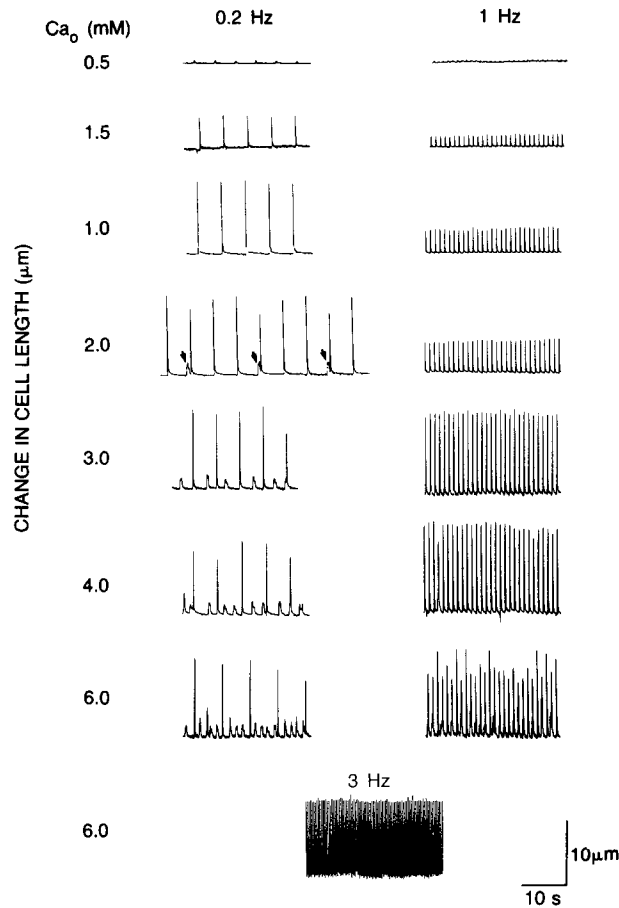 Ca₀ (mM)
0.2 Hz
1 Hz
0.5
1.5
1.0
2.0
3.0
4.0
6.0
3 Hz
6.0
CHANGE IN CELL LENGTH (μm)
10μm
10 s